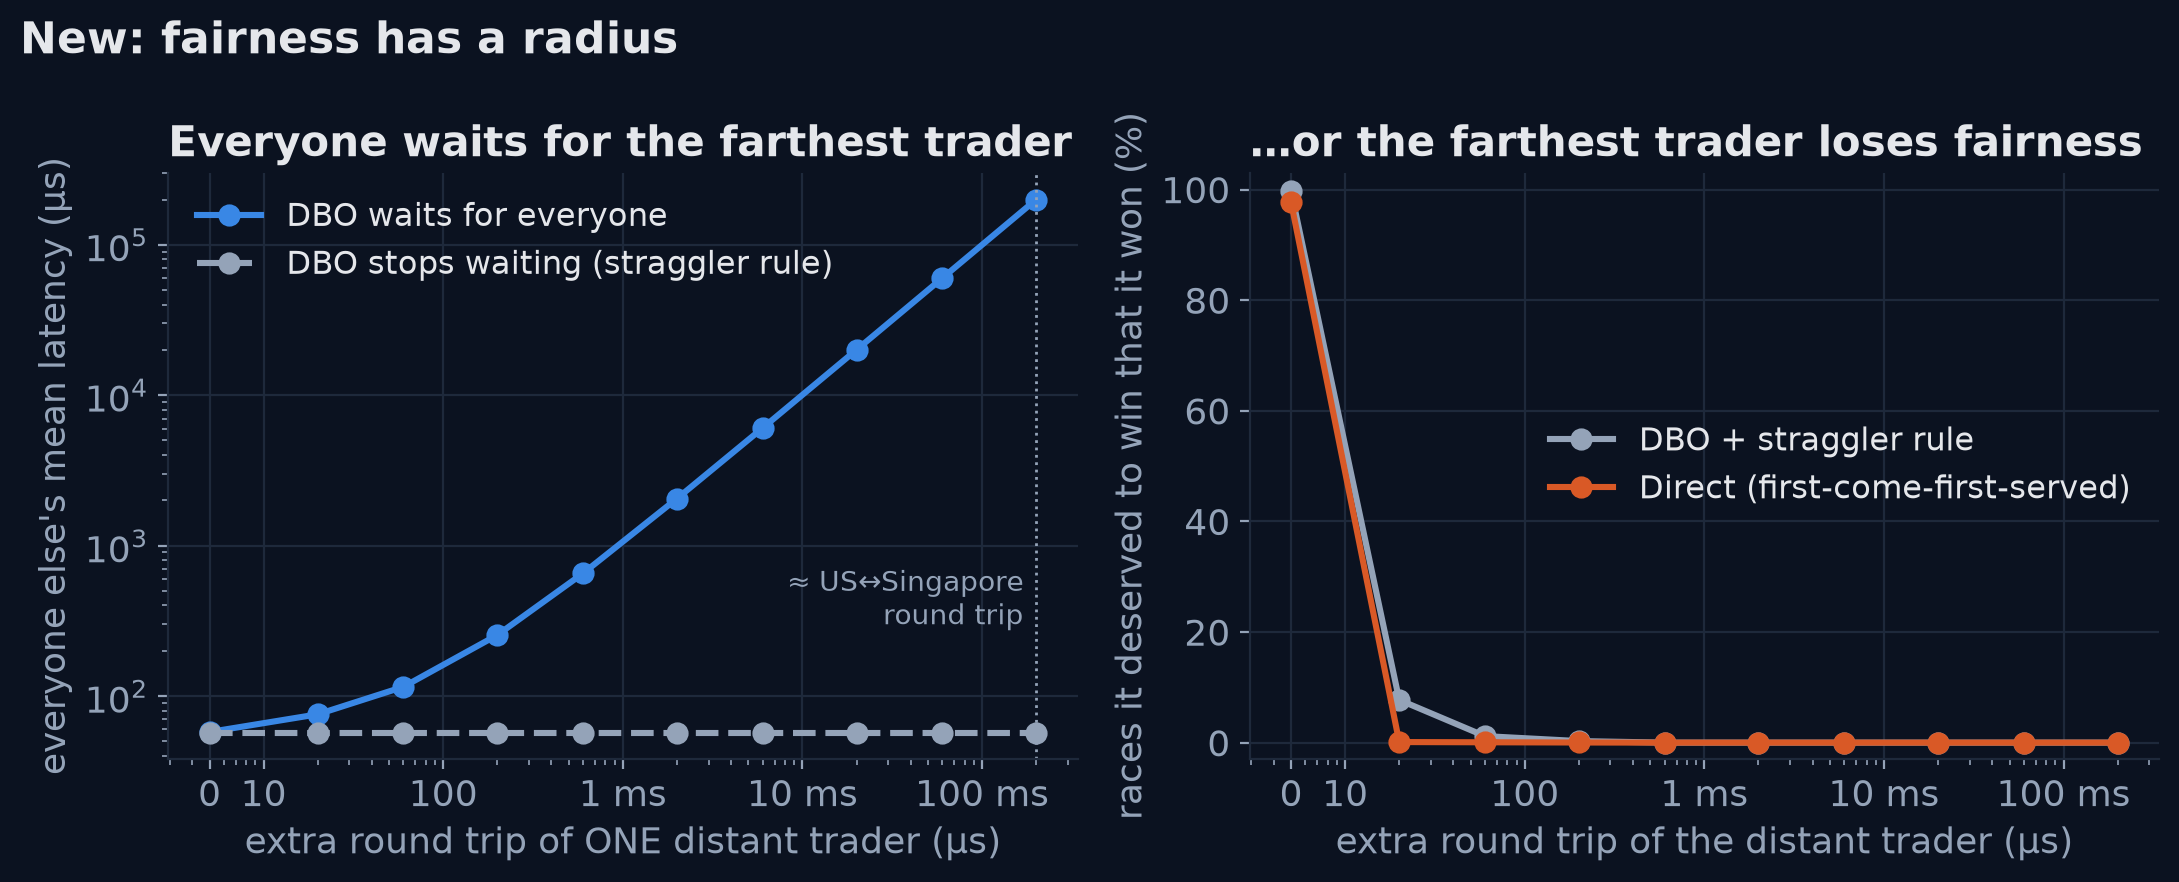 New: fairness has a radius
Everyone waits for the farthest trader
everyone else's mean latency (µs)
DBO waits for everyone
DBO stops waiting (straggler rule)
10⁵
10⁴
10³
10²
≈ US↔Singapore
round trip
0 10 100 1 ms 10 ms 100 ms
extra round trip of ONE distant trader (µs)
…or the farthest trader loses fairness
races it deserved to win that it won (%)
100
80
60
40
20
0
DBO + straggler rule
Direct (first-come-first-served)
0 10 100 1 ms 10 ms 100 ms
extra round trip of the distant trader (µs)